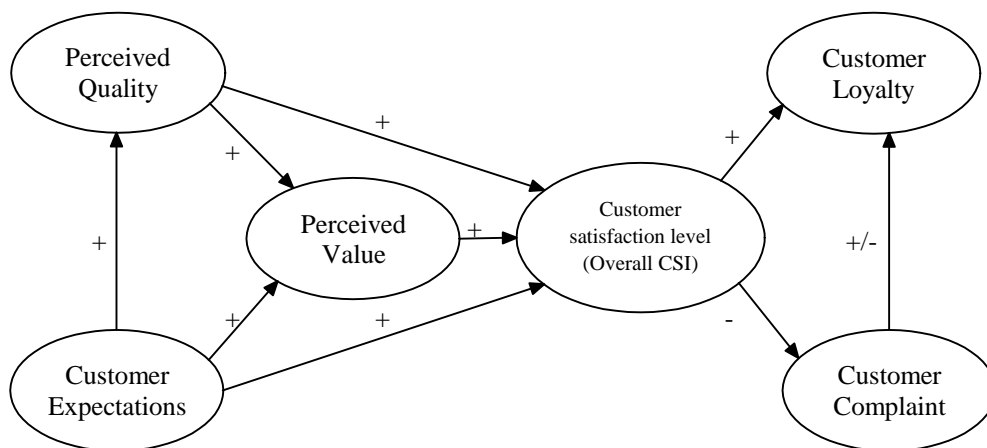 Perceived
Quality
Customer
Loyalty
+
+
+
Perceived
Value
+
Customer
satisfaction level
(Overall CSI)
+
+/-
+
+
-
Customer
Expectations
Customer
Complaint